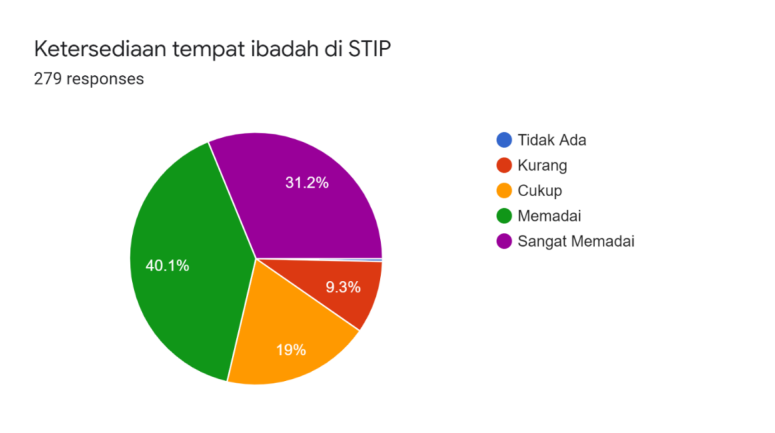 Ketersediaan tempat ibadah di STIP
279 responses
31.2%
40.1%
9.3%
19%
Tidak Ada
Kurang
Cukup
Memadai
Sangat Memadai